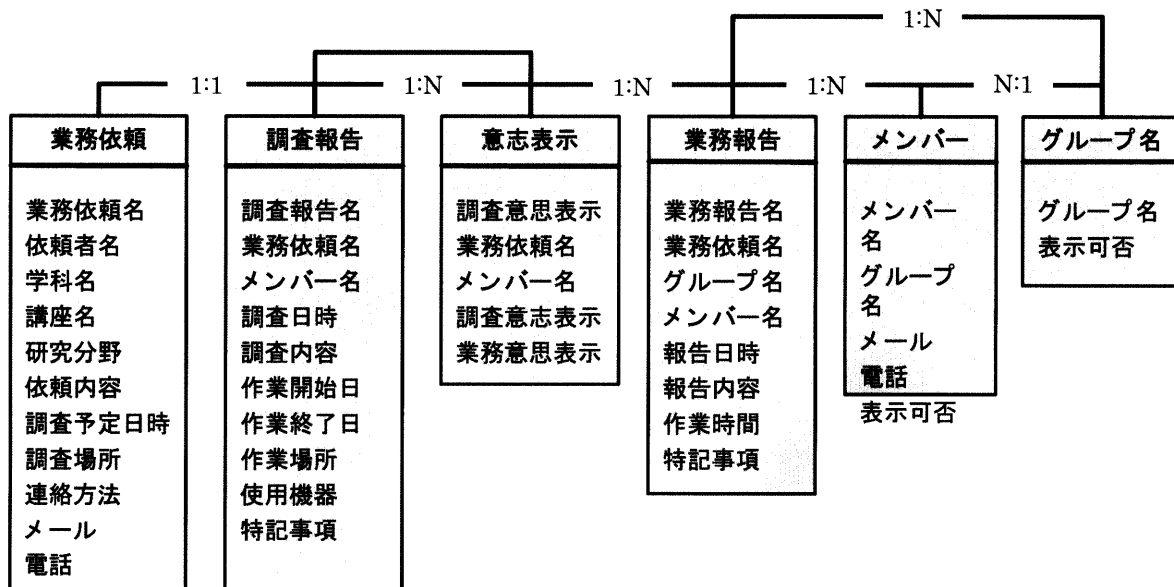 1:N
1:1
1:N
1:N
1:N
N:1
業務依頼
業務依頼名
依頼者名
学科名
講座名
研究分野
依頼内容
調査予定日時
調査場所
連絡方法
メール
電話
調査報告
調査報告名
業務依頼名
メンバー名
調査日時
調査内容
作業開始日
作業終了日
作業場所
使用機器
特記事項
意志表示
調査意思表示
業務依頼名
メンバー名
調査意志表示
業務意思表示
業務報告
業務報告名
業務依頼名
グループ名
メンバー名
報告日時
報告内容
作業時間
特記事項
メンバー
メンバー
名
グループ
名
メール
電話
表示可否
グループ名
グループ名
表示可否